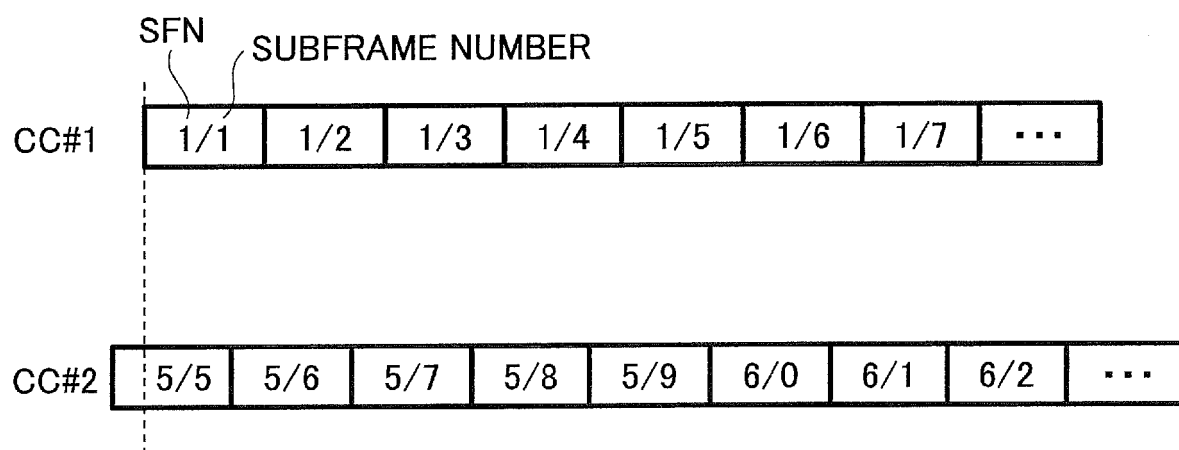 SFN
SUBFRAME NUMBER
CC#1 1/1 1/2 1/3 1/4 1/5 1/6 1/7 ...
CC#2 5/5 5/6 5/7 5/8 5/9 6/0 6/1 6/2 ...